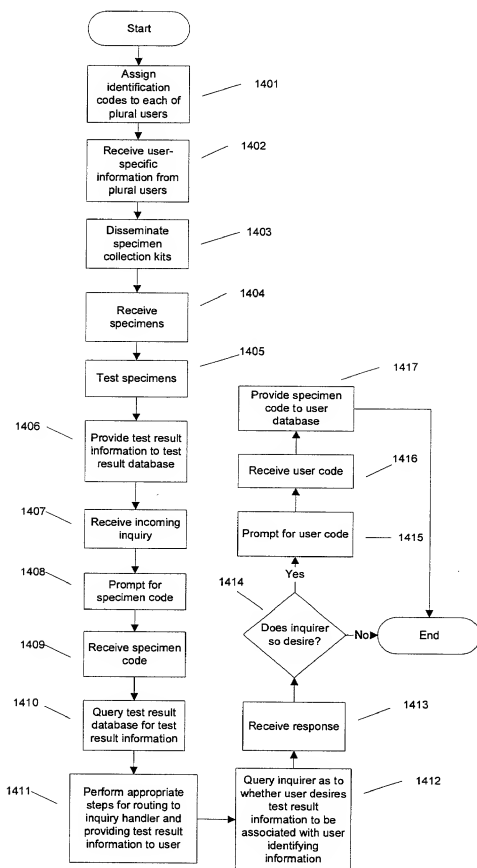 Start
Assign
identification
codes to each of
plural users
1401
Receive user-
specific
information from
plural users
1402
Disseminate
specimen
collection kits
1403
Receive
specimens
1404
Test specimens
1405
Provide test result
information to test
result database
1406
Receive incoming
inquiry
1407
Prompt for
specimen code
1408
Receive specimen
code
1409
Query test result
database for test
result information
1410
Perform appropriate
steps for routing to
inquiry handler and
providing test result
information to user
1411
Query inquirer as to
whether user desires
test result
information to be
associated with user
identifying
information
1412
Receive response
1413
Does inquirer
so desire?
1414
Yes
No
Prompt for user code
1415
Receive user code
1416
Provide specimen
code to user
database
1417
End